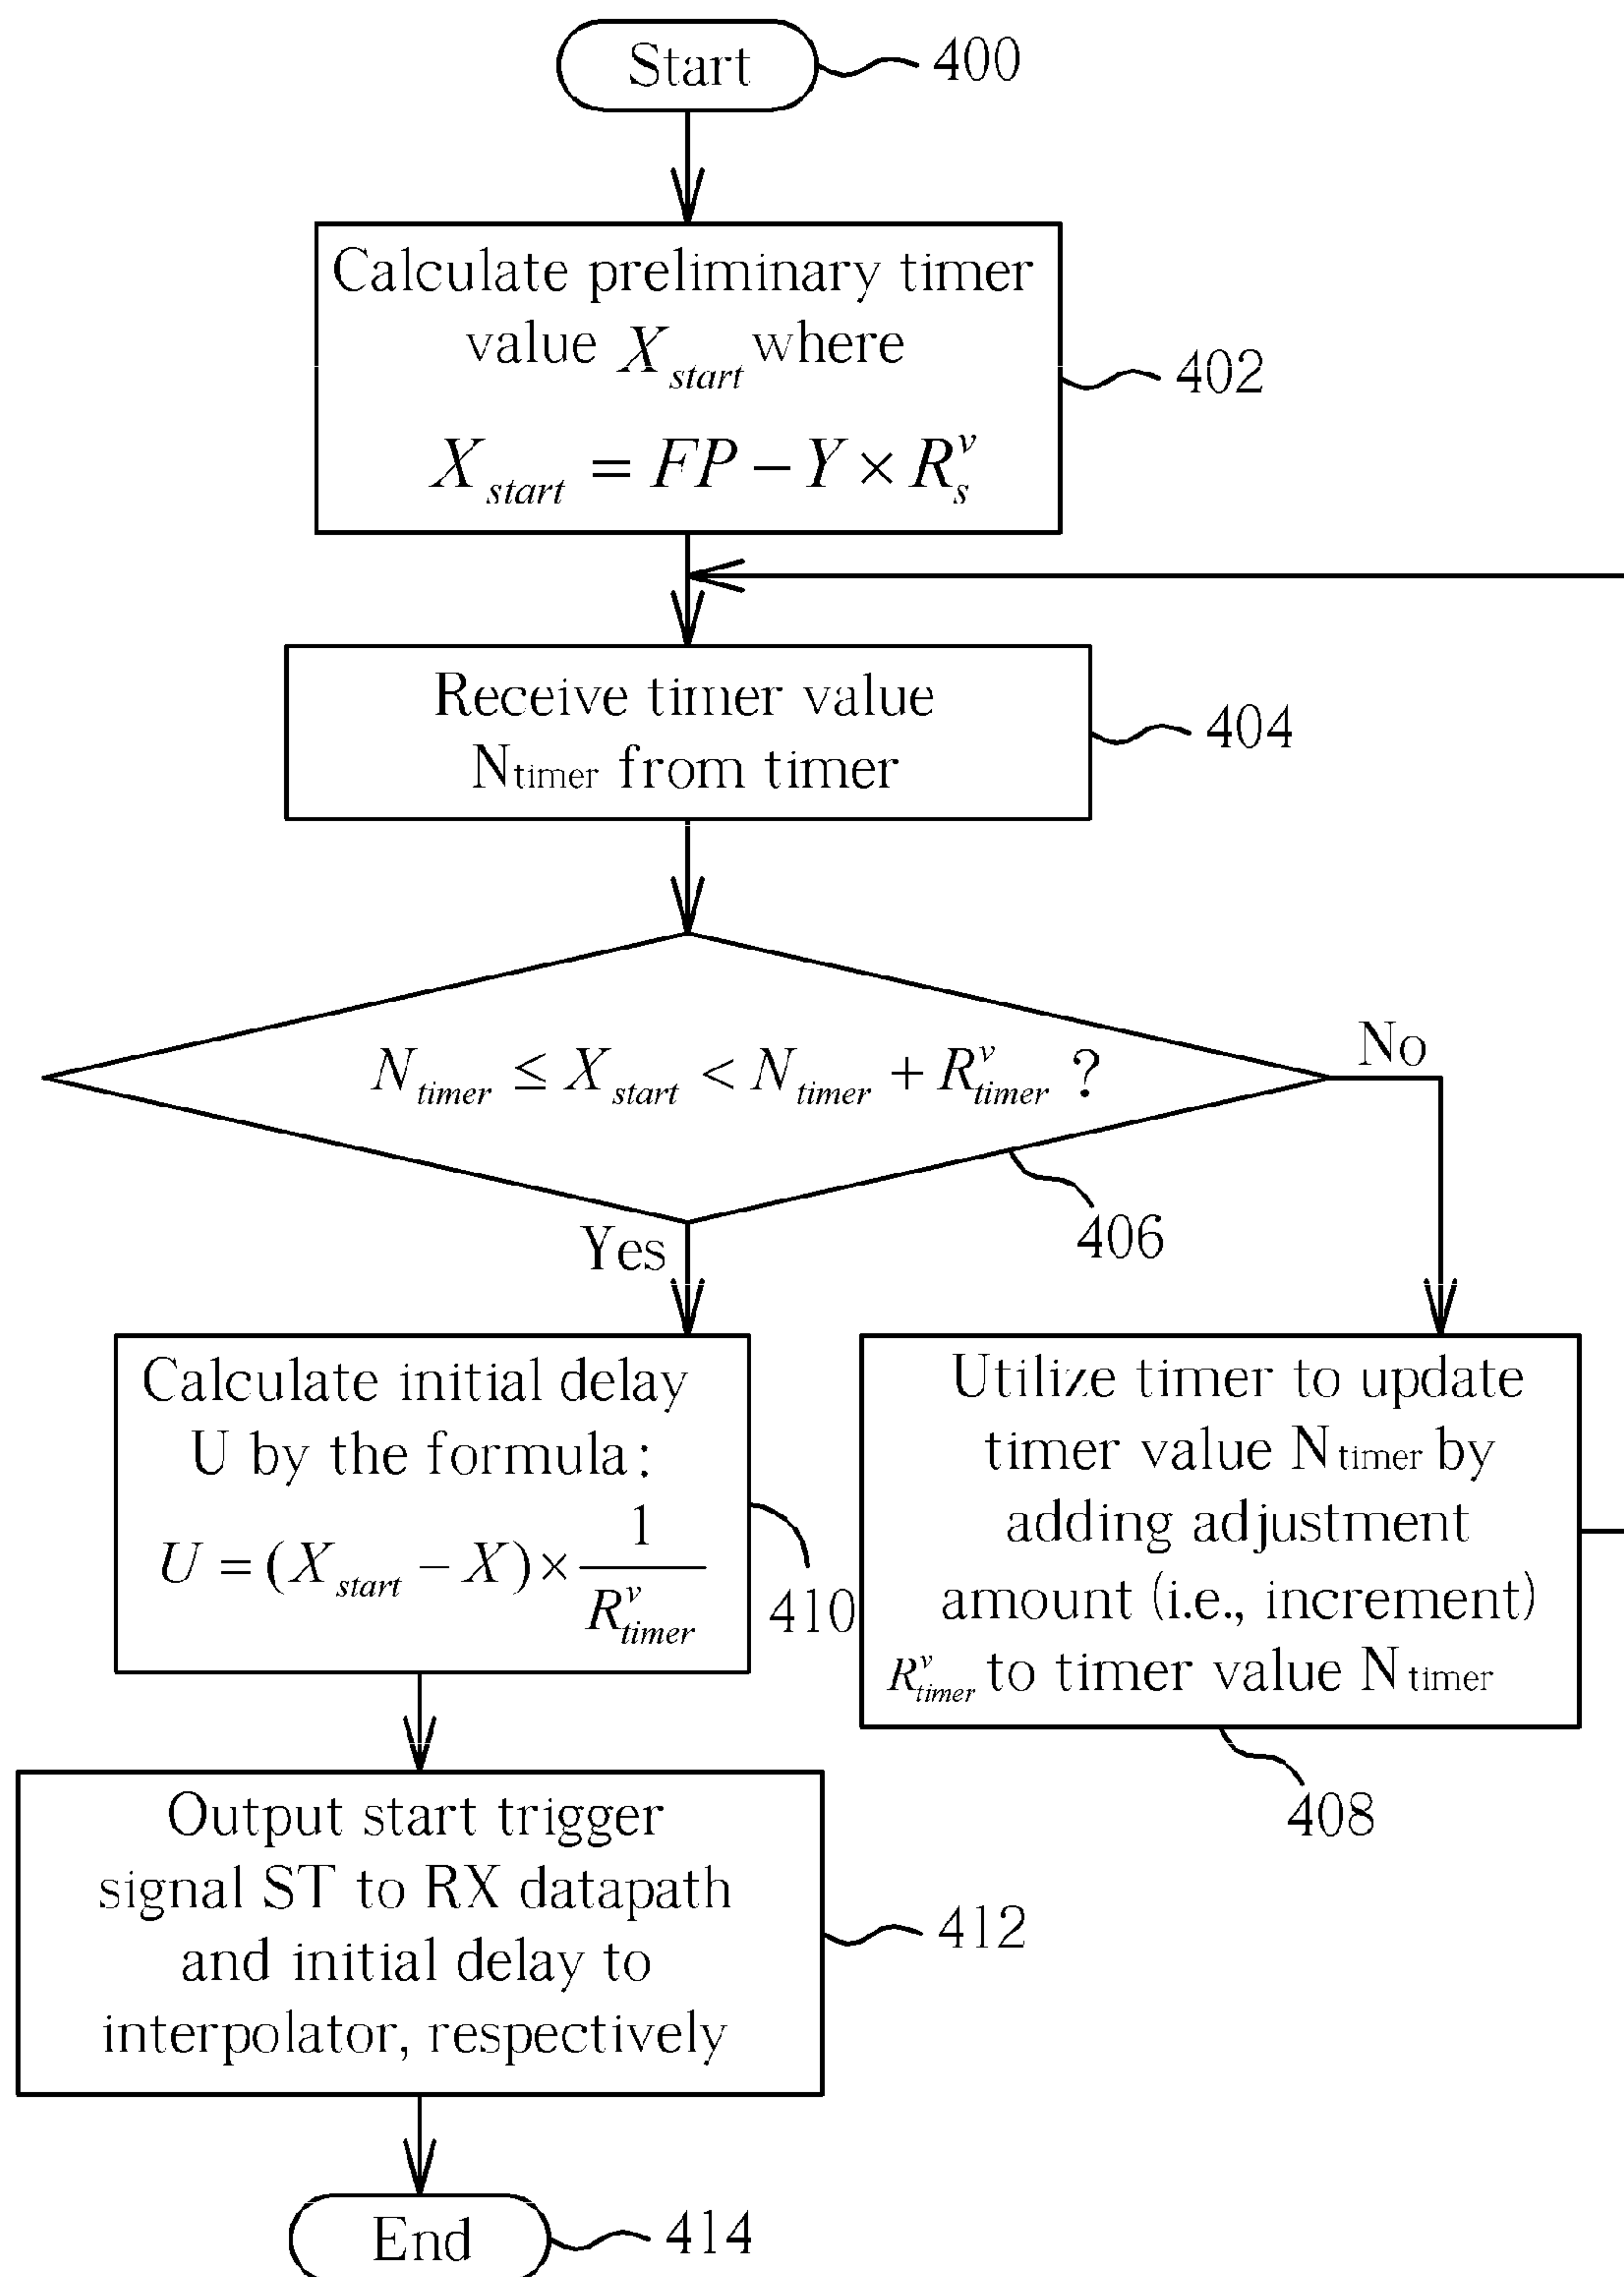 Start
400
Calculate preliminary timer
value X_start where
X_start = FP − Y × R_s^v
402
Receive timer value
Ntimer from timer
404
N_timer ≤ X_start < N_timer + R_timer^v ?
No
406
Yes
Calculate initial delay
U by the formula:
U = (X_start − X) × 1/R_timer^v
410
Utilize timer to update
timer value Ntimer by
adding adjustment
amount (i.e., increment)
R_timer^v to timer value Ntimer
408
Output start trigger
signal ST to RX datapath
and initial delay to
interpolator, respectively
412
End
414